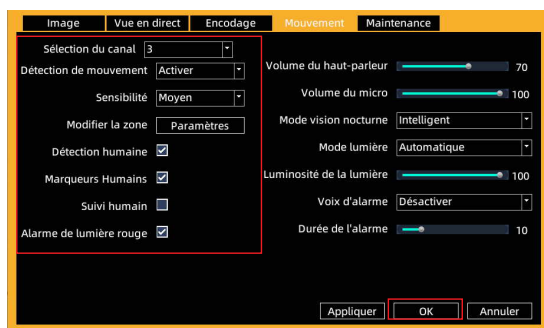 Image Vue en direct Encodage Mouvement Maintenance
Sélection du canal 3
Détection de mouvement Activer
Sensibilité Moyen
Modifier la zone Paramètres
Détection humaine
Marqueurs Humains
Suivi humain
Alarme de lumière rouge
Volume du haut-parleur 70
Volume du micro 100
Mode vision nocturne Intelligent
Mode lumière Automatique
Luminosité de la lumière 100
Voix d'alarme Désactiver
Durée de l'alarme 10
Appliquer OK Annuler